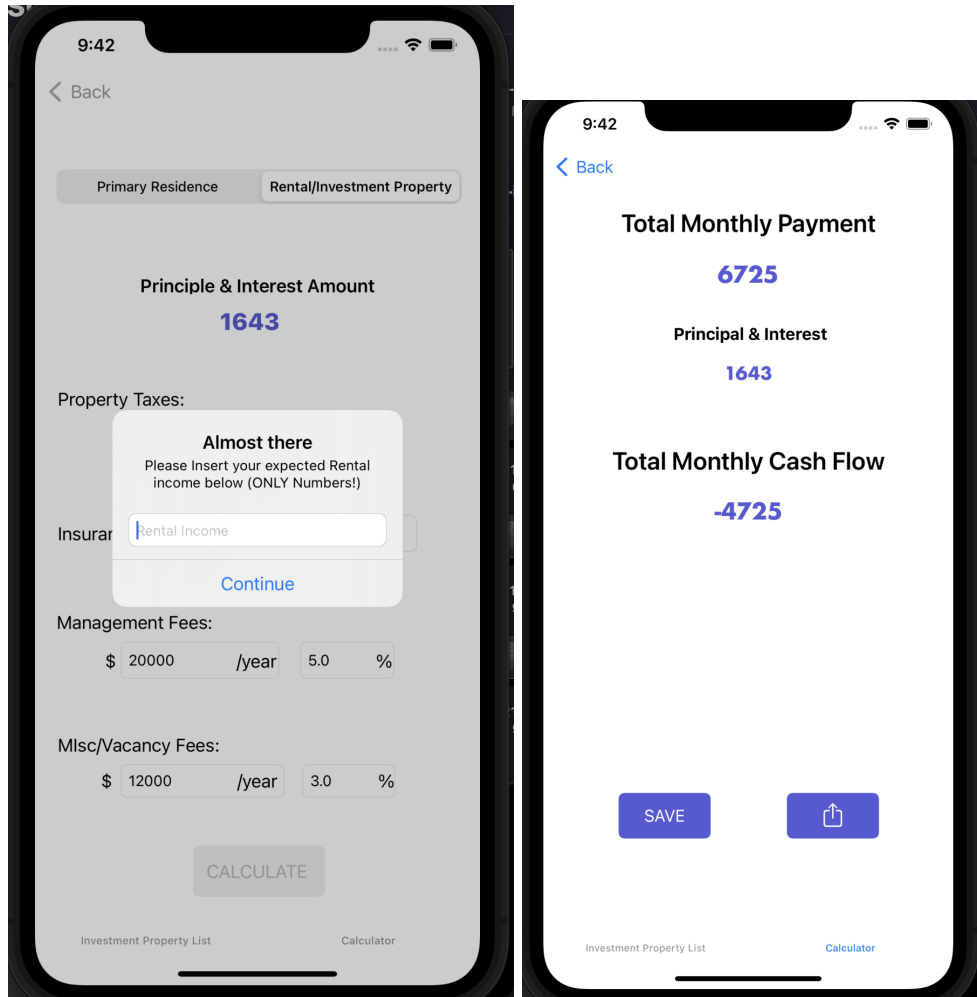 9:42
Back
Primary Residence
Rental/Investment Property
Principle & Interest Amount
1643
Property Taxes:
Almost there
Please Insert your expected Rental
income below (ONLY Numbers!)
Insurar
Rental Income
Continue
Management Fees:
$ 20000 /year 5.0 %
MIsc/Vacancy Fees:
$ 12000 /year 3.0 %
CALCULATE
Investment Property List
Calculator
9:42
Back
Total Monthly Payment
6725
Principal & Interest
1643
Total Monthly Cash Flow
-4725
SAVE
Investment Property List
Calculator